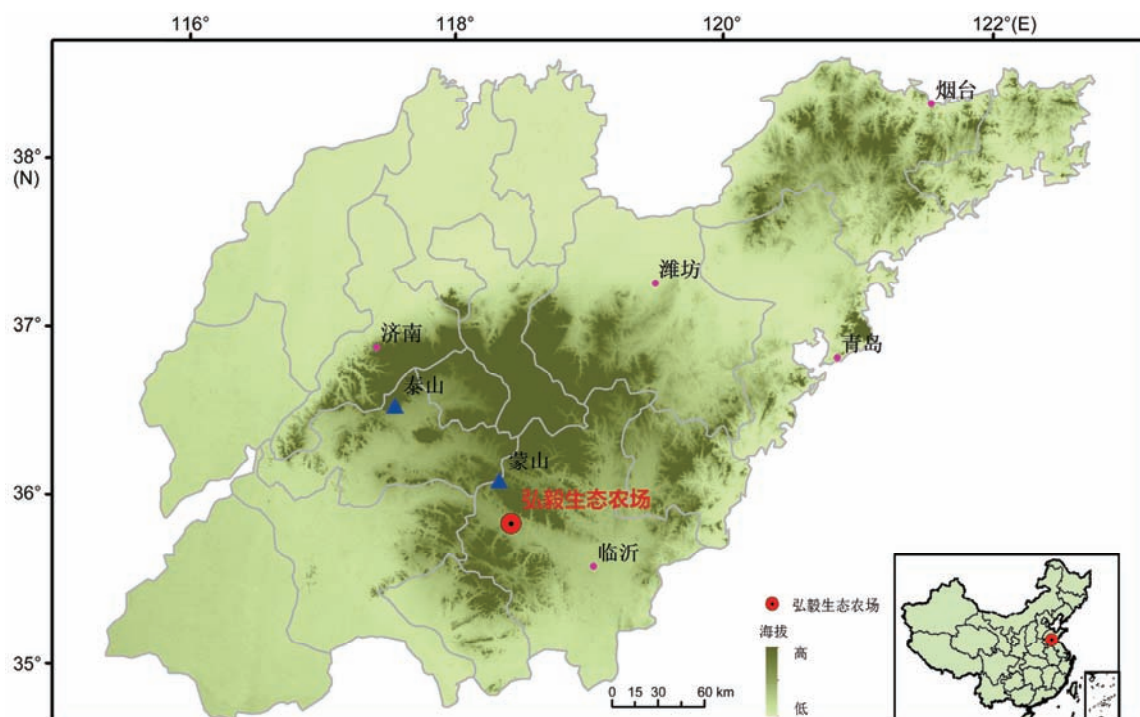 116°
118°
120°
122°(E)
烟台
38°
(N)
潍坊
37°
济南
青岛
泰山
蒙山
36°
弘毅生态农场
临沂
弘毅生态农场
海拔
高
35°
0 15 30 60 km
低